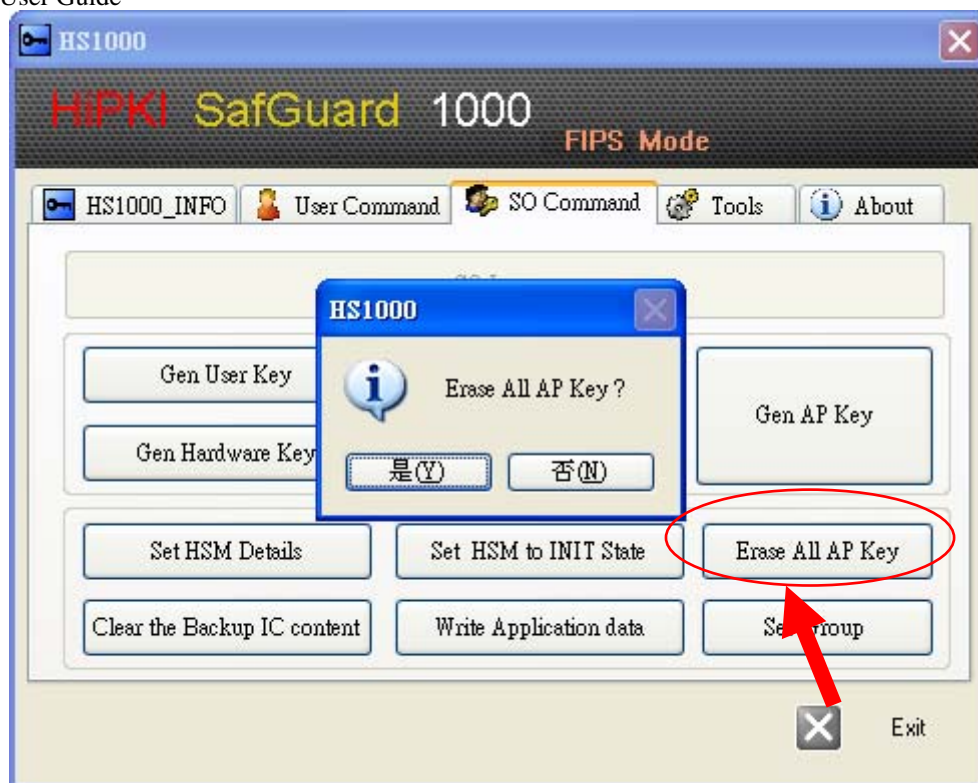 User Guide
HS1000
HiPKI SafGuard 1000
FIPS Mode
HS1000_INFO
User Command
SO Command
Tools
About
HS1000
Erase All AP Key ?
是(Y)
否(N)
Gen User Key
Gen Hardware Key
Gen AP Key
Set HSM Details
Set HSM to INIT State
Erase All AP Key
Clear the Backup IC content
Write Application data
Exit